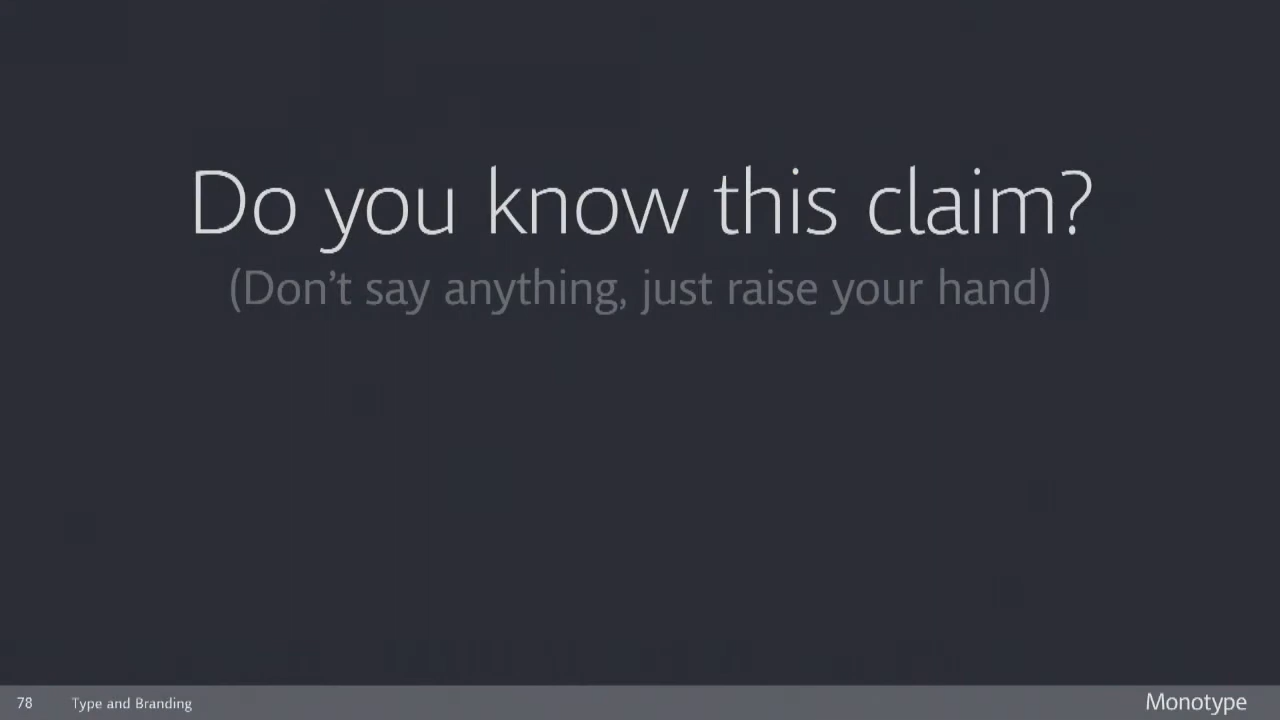 Do you know this claim?
(Don't say anything, just raise your hand)
78 Type and Branding Monotype